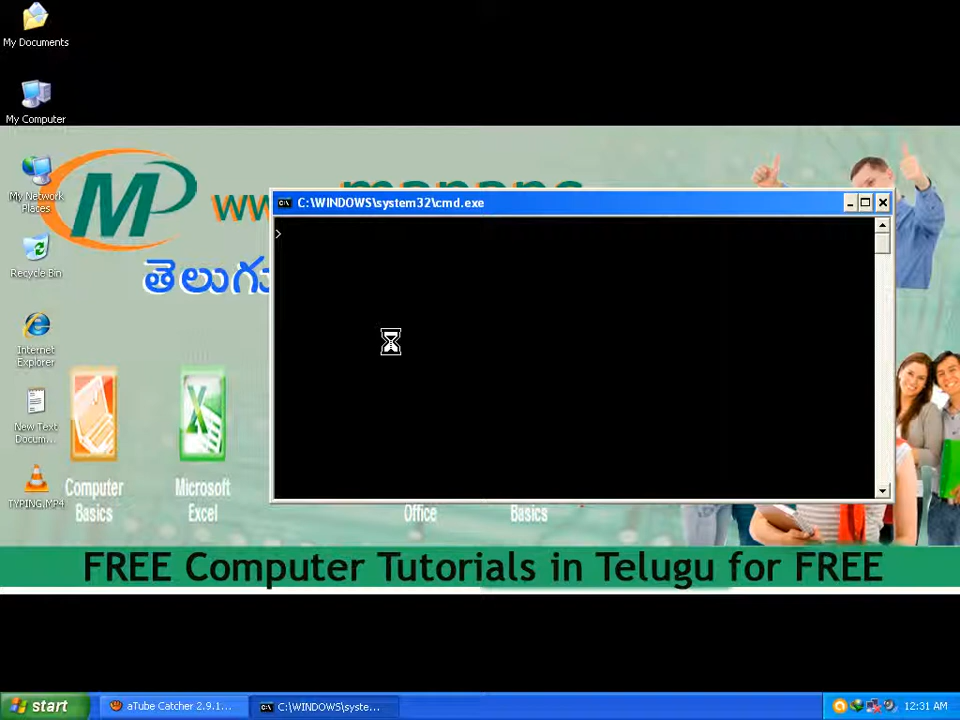 My Documents
My Computer
My Network
Places
Recycle Bin
Internet
Explorer
New Text
Docum...
TYPING.MP4
MP
తెలుగు
C:\WINDOWS\system32\cmd.exe
>
Computer
Basics
Microsoft
Excel
Office
Basics
FREE Computer Tutorials in Telugu for FREE
start
aTube Catcher 2.9.1...
C:\WINDOWS\syste...
12:31 AM